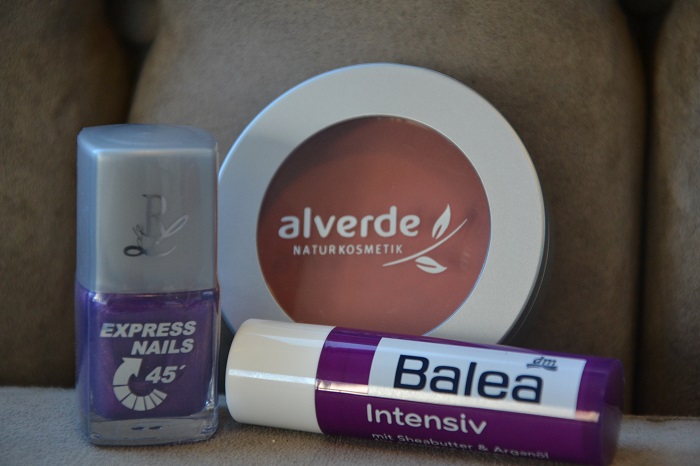 EXPRESS
NAILS
45´
alverde
NATURKOSMETIK
dm
Balea
Intensiv
mit Sheabutter & Arganöl